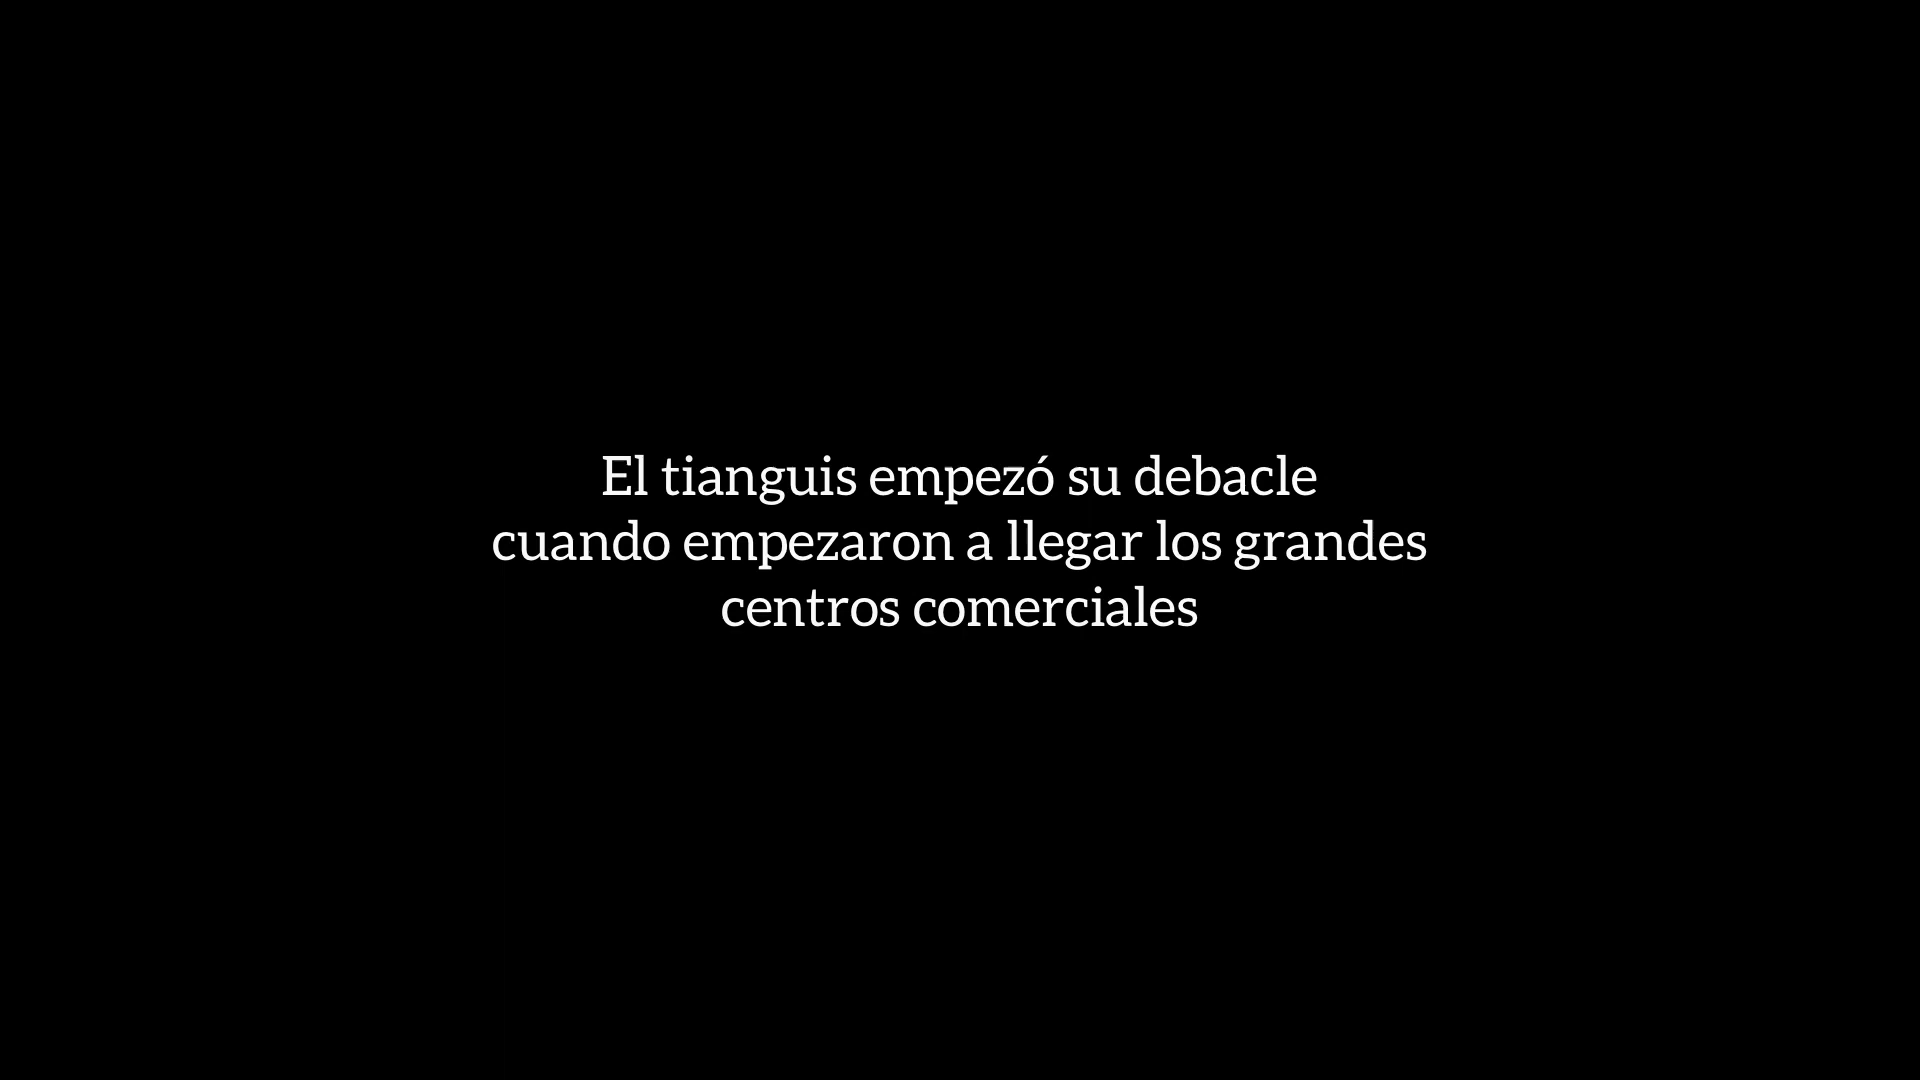 El tianguis empezó su debacle
cuando empezaron a llegar los grandes
centros comerciales